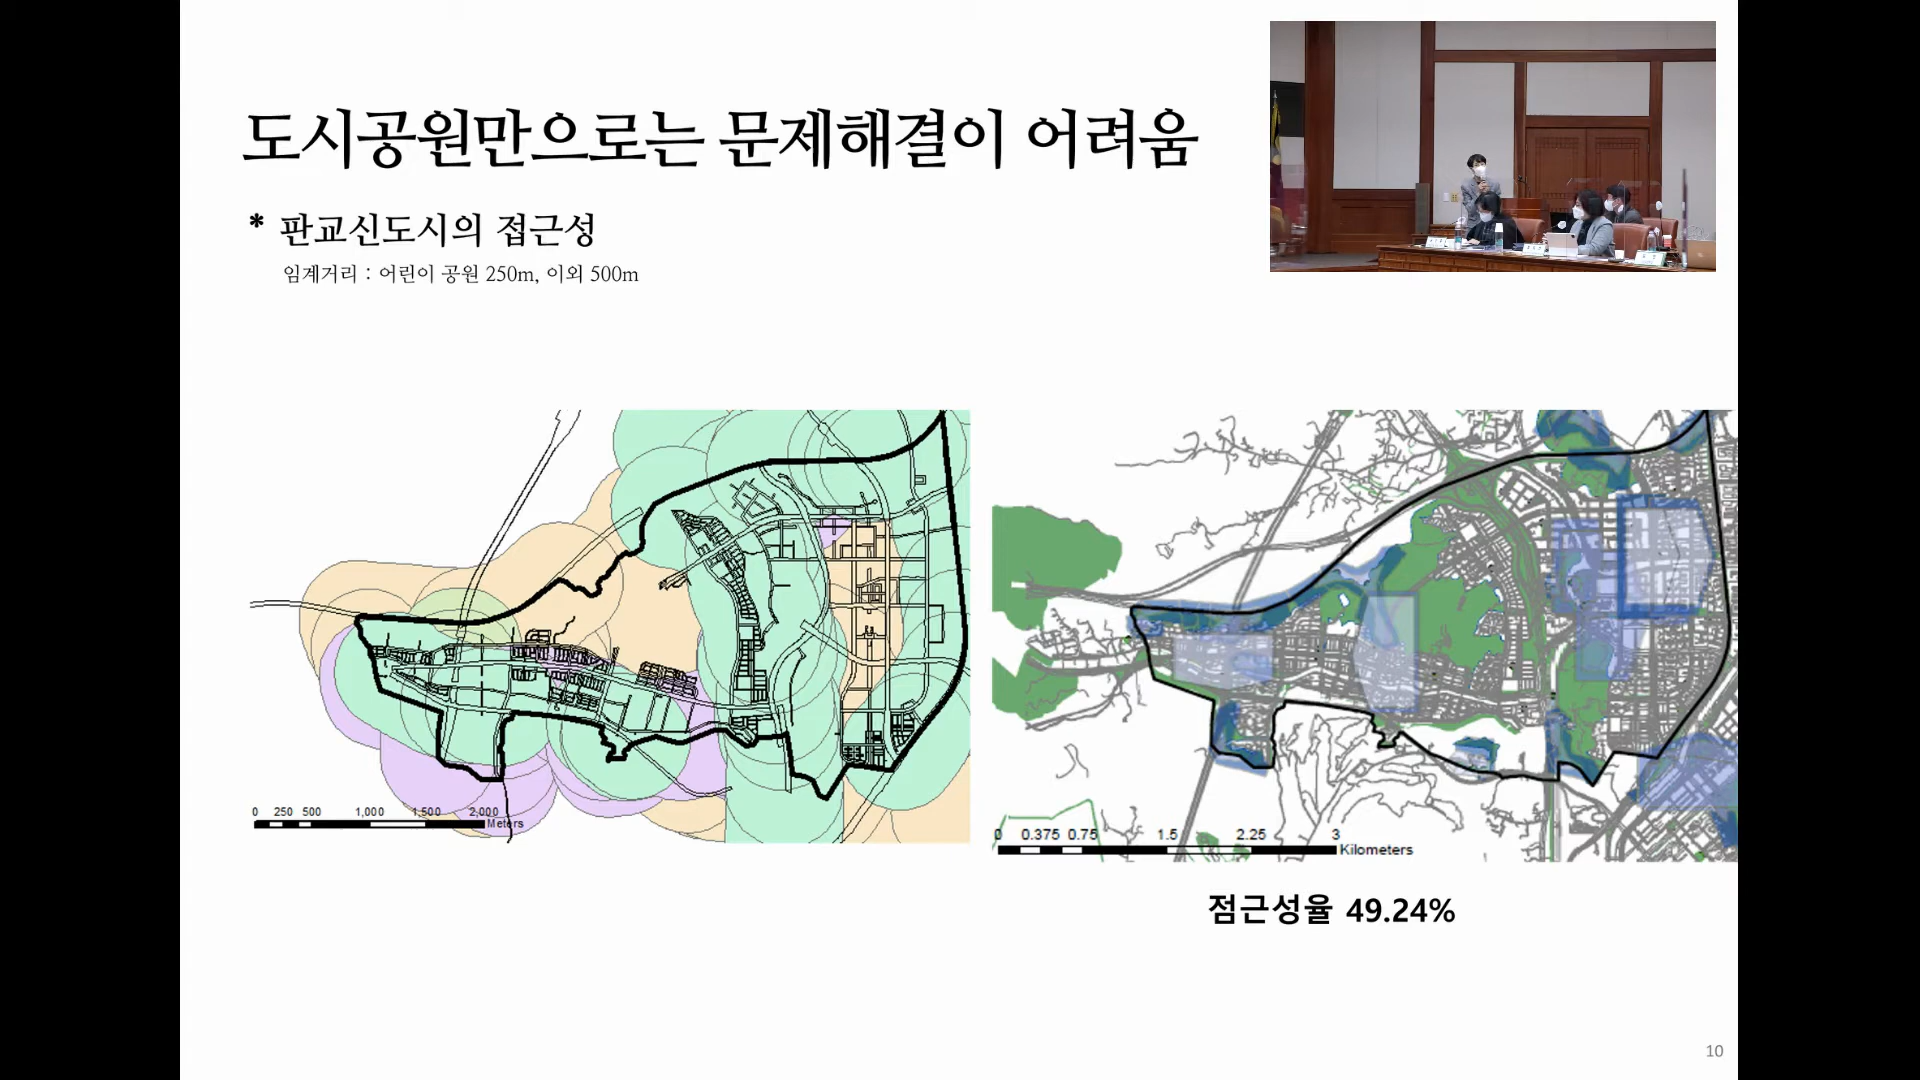 도시공원만으로는 문제해결이 어려움
* 판교신도시의 접근성
임계거리 : 어린이 공원 250m, 이외 500m
0 250 500 1,000 1,500 2,000
Meters
0 0.375 0.75 1.5 2.25 3
Kilometers
접근성율 49.24%
10